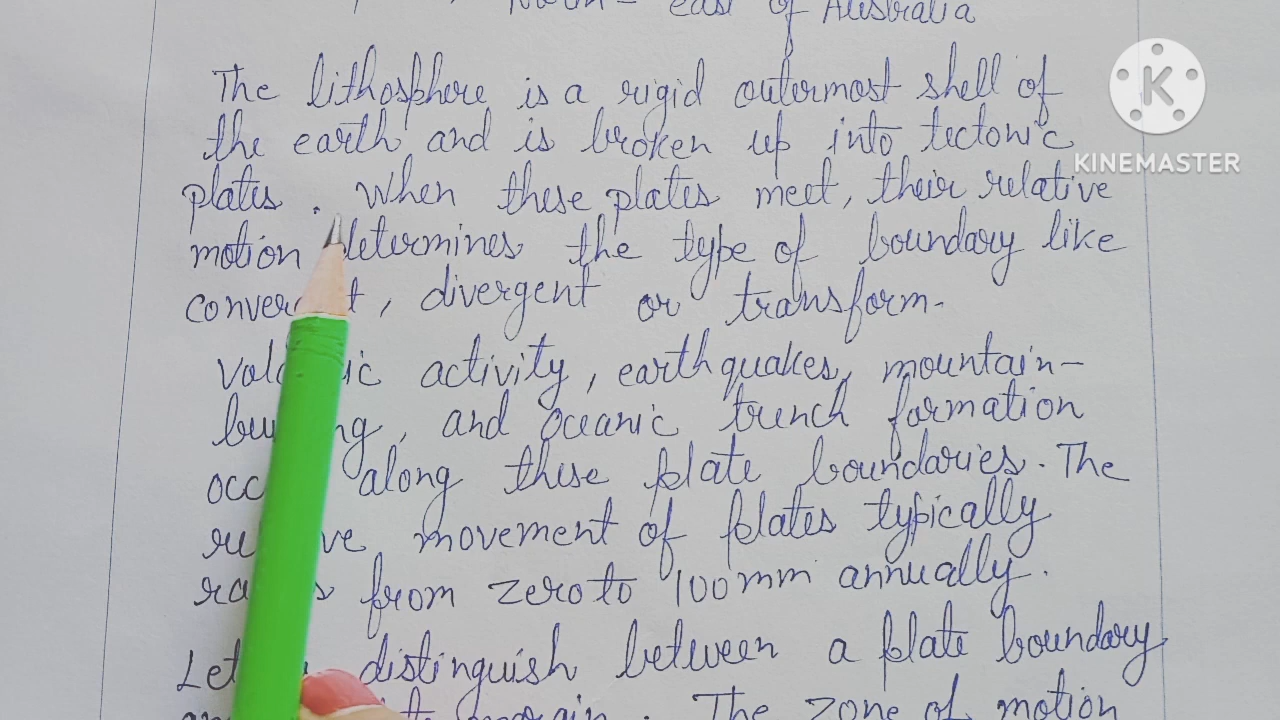 North - east of Australia
The lithosphere is a rigid outermost shell of
the earth and is broken up into tectonic
plates. When these plates meet, their relative
motion determines the type of boundary like
, divergent or transform.
activity, earthquakes, mountain-
, and oceanic trench formation
along these plate boundaries. The
movement of plates typically
from zero to 100mm annually.
distinguish between a plate boundary
The zone of motion
K
KINEMASTER